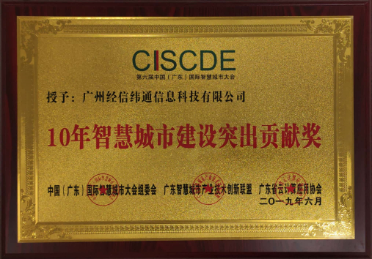 CISCDE
第六届中国（广东）国际智慧城市大会
授予：广州经信纬通信息科技有限公司
10年智慧城市建设突出贡献奖
中国（广东）国际智慧城市大会组委会 广东智慧城市产业技术创新联盟 广东省云计算应用协会
二〇一九年六月